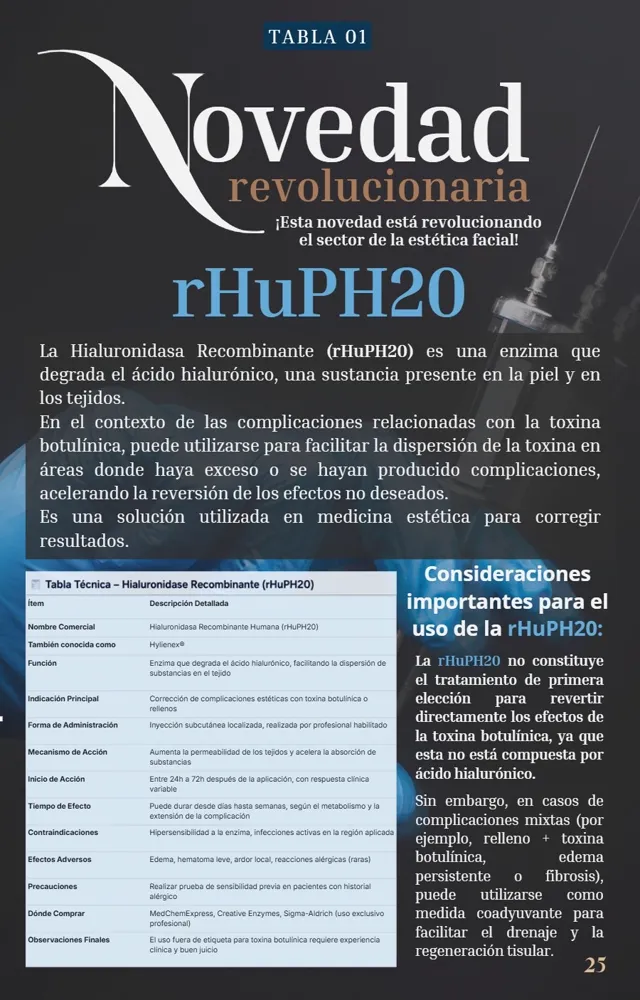 TABLA 01
Novedad
revolucionaria
¡Esta novedad está revolucionando
el sector de la estética facial!
rHuPH20
La Hialuronidasa Recombinante (rHuPH20) es una enzima que
degrada el ácido hialurónico, una sustancia presente en la piel y en
los tejidos.
En el contexto de las complicaciones relacionadas con la toxina
botulínica, puede utilizarse para facilitar la dispersión de la toxina en
áreas donde haya exceso o se hayan producido complicaciones,
acelerando la reversión de los efectos no deseados.
Es una solución utilizada en medicina estética para corregir
resultados.
Tabla Técnica – Hialuronidase Recombinante (rHuPH20)
Ítem Descripción Detallada
Nombre Comercial Hialuronidasa Recombinante Humana (rHuPH20)
También conocida como Hylienex®
Función Enzima que degrada el ácido hialurónico, facilitando la dispersión de
substancias en el tejido
Indicación Principal Corrección de complicaciones estéticas con toxina botulínica o
rellenos
Forma de Administración Inyección subcutánea localizada, realizada por profesional habilitado
Mecanismo de Acción Aumenta la permeabilidad de los tejidos y acelera la absorción de
substancias
Inicio de Acción Entre 24h a 72h después de la aplicación, con respuesta clínica
variable
Tiempo de Efecto Puede durar desde días hasta semanas, según el metabolismo y la
extensión de la complicación
Contraindicaciones Hipersensibilidad a la enzima, infecciones activas en la región aplicada
Efectos Adversos Edema, hematoma leve, ardor local, reacciones alérgicas (raras)
Precauciones Realizar prueba de sensibilidad previa en pacientes con historial
alérgico
Dónde Comprar MedChemExpress, Creative Enzymes, Sigma-Aldrich (uso exclusivo
profesional)
Observaciones Finales El uso fuera de etiqueta para toxina botulínica requiere experiencia
clínica y buen juicio
Consideraciones
importantes para el
uso de la rHuPH20:
La rHuPH20 no constituye
el tratamiento de primera
elección para revertir
directamente los efectos de
la toxina botulínica, ya que
esta no está compuesta por
ácido hialurónico.
Sin embargo, en casos de
complicaciones mixtas (por
ejemplo, relleno + toxina
botulínica, edema
persistente o fibrosis),
puede utilizarse como
medida coadyuvante para
facilitar el drenaje y la
regeneración tisular.
25